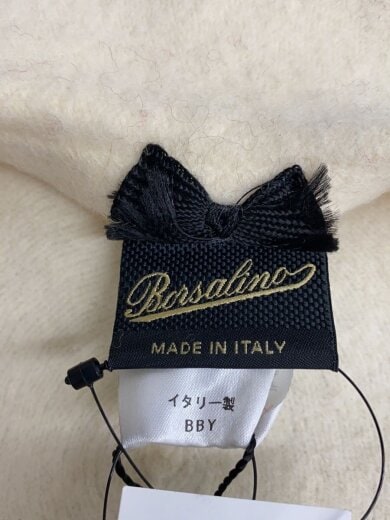 Borsalino
MADE IN ITALY
イタリー製
BBY